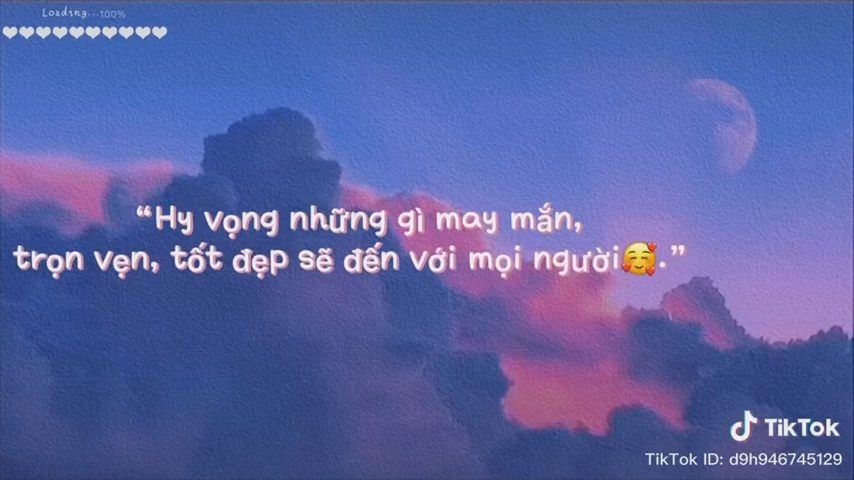 Loading...100%
“Hy vọng những gì may mắn,
trọn vẹn, tốt đẹp sẽ đến với mọi người🥰.”
TikTok
TikTok ID: d9h946745129